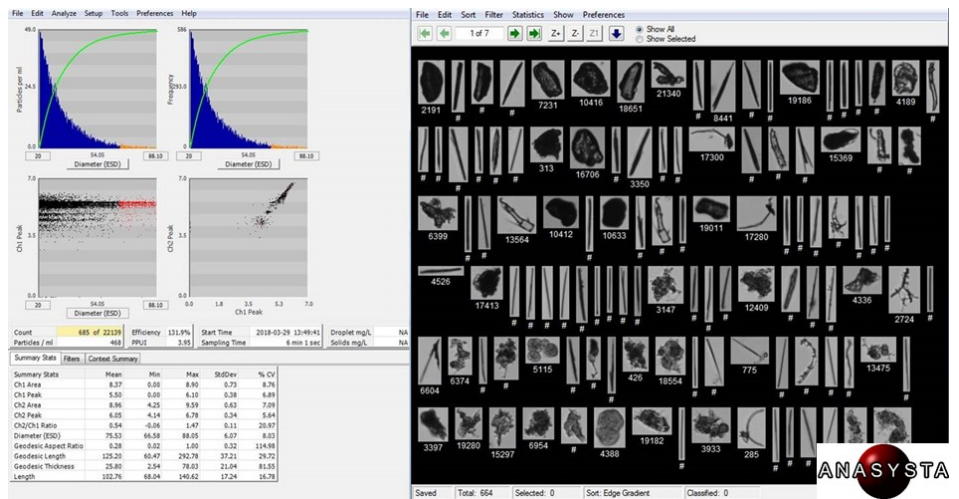 File Edit Analyze Setup Tools Preferences Help
49.0
24.5
0.0
Particles per ml
20 54.05 88.10
Diameter (ESD)
586
293.0
0.0
Frequency
20 54.05 88.10
Diameter (ESD)
7.0
3.5
0.0
Ch1 Peak
20 54.05 88.10
Diameter (ESD)
7.0
3.5
0.0
Ch2 Peak
0.0 1.8 3.5 5.3 7.0
Ch1 Peak
Count 685 of 22139 Efficiency 131.9% Start Time 2018-03-29 13:49:41 Droplet mg/L NA
Particles / ml 468 PPUI 3.95 Sampling Time 6 min 1 sec Solids mg/L NA
Summary Stats Filters Context Summary
Summary Stats Mean Min Max StdDev % CV
Ch1 Area 8.37 0.00 8.90 0.73 8.76
Ch1 Peak 5.50 0.00 6.10 0.38 6.89
Ch2 Area 8.96 4.25 9.59 0.63 7.09
Ch2 Peak 6.05 4.14 6.78 0.34 5.64
Ch2/Ch1 Ratio 0.54 -0.06 1.47 0.11 20.97
Diameter (ESD) 75.53 66.58 88.05 6.07 8.03
Geodesic Aspect Ratio 0.28 0.02 1.00 0.32 114.98
Geodesic Length 125.20 60.47 292.78 37.21 29.72
Geodesic Thickness 25.80 2.54 78.03 21.04 81.55
Length 102.76 68.04 140.62 17.24 16.78
File Edit Sort Filter Statistics Show Preferences
1 of 7 Z+ Z- Z1 Show All
Show Selected
2191 # # # 7231 10416 18651 21340 # 8441 # # 19186 # # # # 4189 #
# # # # # 313 16706 # 3350 # # 17300 # # # 15369 # #
6399 # # 13564 10412 # 10633 # # # 19011 17280 # # # # # #
4526 17413 # # # # # # # # # 3147 # # # 12409 # # # 4336 2724 #
6604 6374 # # 5115 # # # 426 18554 # # 775 # # # # 13475 #
3397 19280 15297 6954 # 4388 19182 # 3933 285
ANASYSTA
Saved Total: 664 Selected: 0 Sort: Edge Gradient Classified: 0